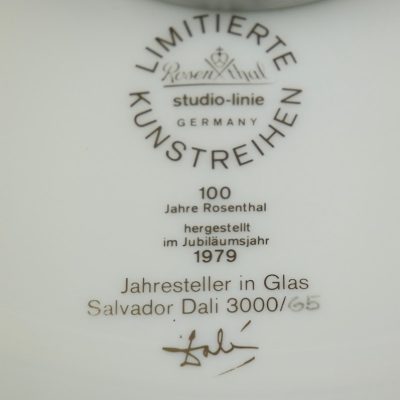 LIMITIERTE
Rosenthal
studio-linie
GERMANY
KUNSTREIHEN
100
Jahre Rosenthal
hergestellt
im Jubiläumsjahr
1979
Jahresteller in Glas
Salvador Dali 3000/65
Dalí